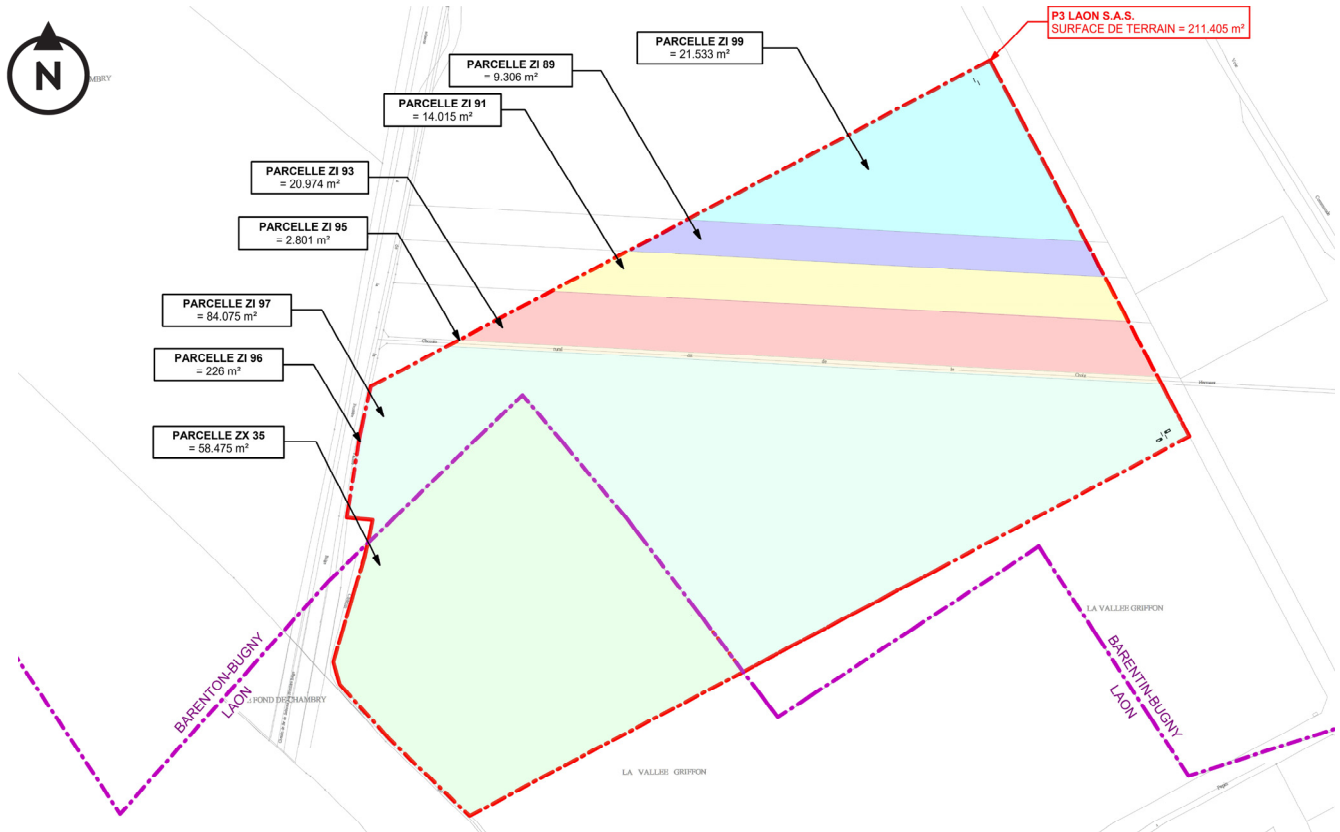 N
MBRY
P3 LAON S.A.S.
SURFACE DE TERRAIN = 211.405 m²
PARCELLE ZI 99
= 21.533 m²
PARCELLE ZI 89
= 9.306 m²
PARCELLE ZI 91
= 14.015 m²
PARCELLE ZI 93
= 20.974 m²
PARCELLE ZI 95
= 2.801 m²
PARCELLE ZI 97
= 84.075 m²
PARCELLE ZI 96
= 226 m²
PARCELLE ZX 35
= 58.475 m²
LA VALLEE GRIFFON
BARENTON-BUGNY
LAON
BARENTIN-BUGNY
LAON
FOND DE CHAMBRY
LA VALLEE GRIFFON